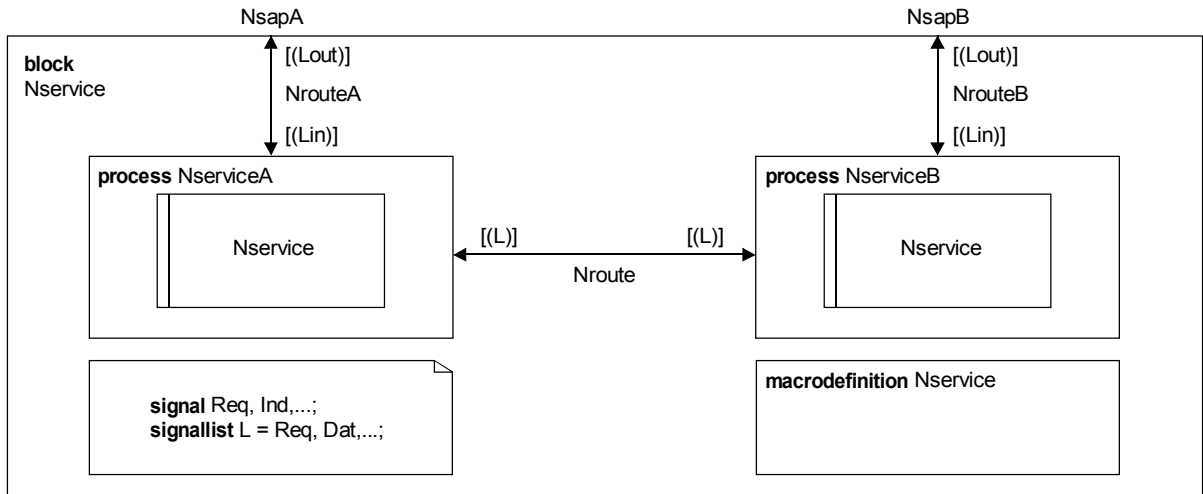 NsapA
NsapB
block
Nservice
[(Lout)]
NrouteA
[(Lin)]
[(Lout)]
NrouteB
[(Lin)]
process NserviceA
Nservice
[(L)]
[(L)]
Nroute
process NserviceB
Nservice
signal Req, Ind,...;
signallist L = Req, Dat,...;
macrodefinition Nservice